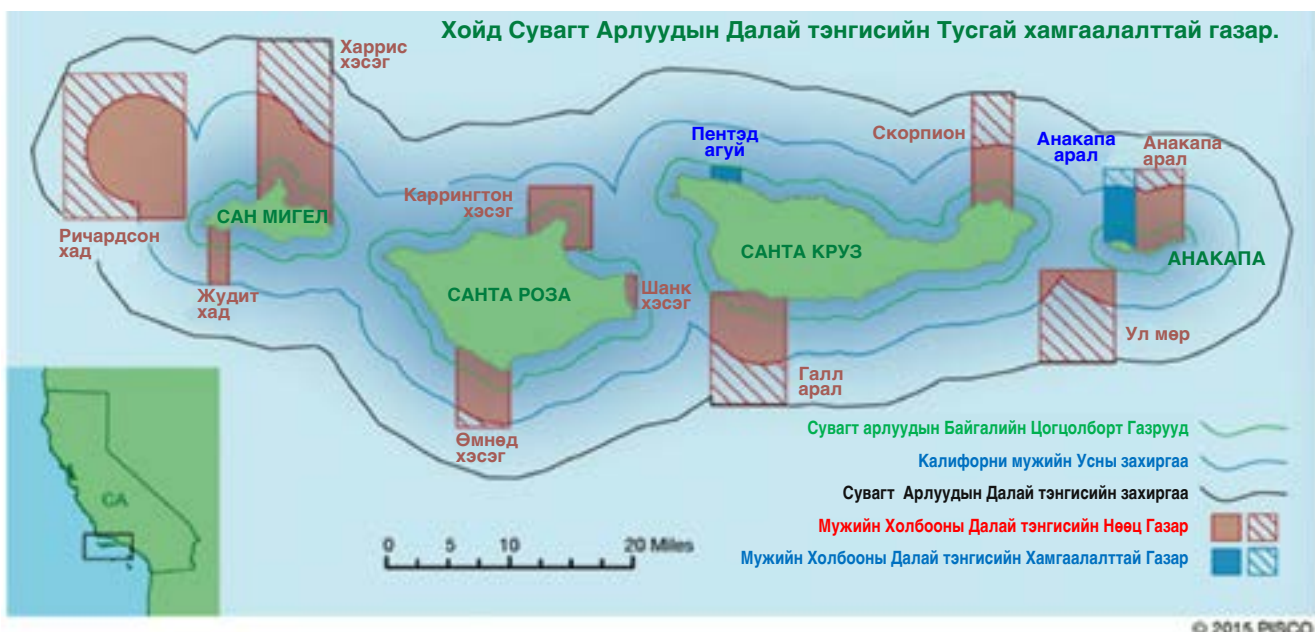 Хойд Сувагт Арлуудын Далай тэнгисийн Тусгай хамгаалалттай газар.
Харрис
хэсэг
Пентэд
агуй
Скорпион
Анакапа
арал
Анакапа
арал
Каррингтон
хэсэг
САН МИГЕЛ
Ричардсон
хад
САНТА КРУЗ
АНАКАПА
Жудит
хад
САНТА РОЗА
Шанк
хэсэг
Ул мөр
Галл
арал
Өмнөд
хэсэг
Сувагт арлуудын Байгалийн Цогцолборт Газрууд
Калифорни мужийн Усны захиргаа
Сувагт Арлуудын Далай тэнгисийн захиргаа
Мужийн Холбооны Далай тэнгисийн Нөөц Газар
Мужийн Холбооны Далай тэнгисийн Хамгаалалттай Газар
CA
0 5 10 20 Miles
© 2015 PISCO